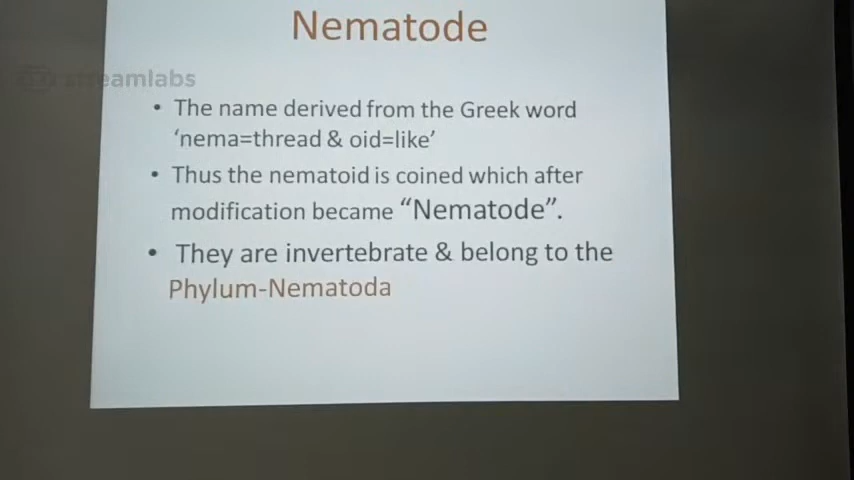 Nematode
streamlabs
• The name derived from the Greek word
‘nema=thread & oid=like’
• Thus the nematoid is coined which after
modification became “Nematode”.
• They are invertebrate & belong to the
Phylum-Nematoda